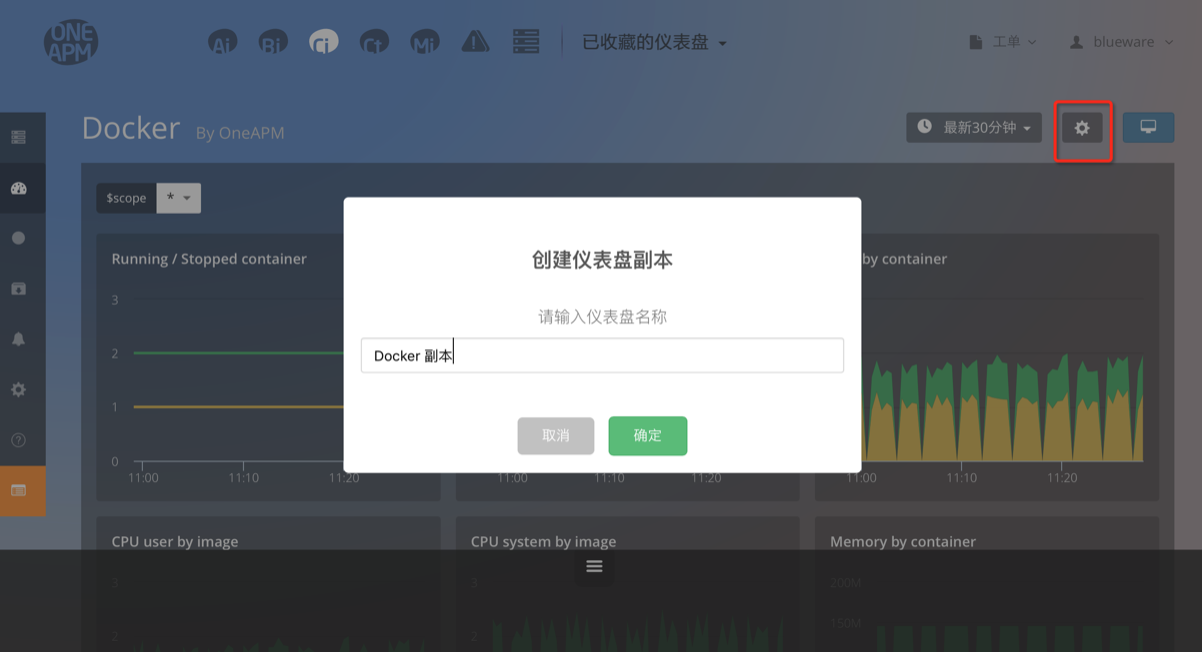 ONE
APM
Ai Bi Ci Ct Mi
已收藏的仪表盘
工单
blueware
Docker By OneAPM
最新30分钟
$scope *
Running / Stopped container
by container
3
2
1
0
11:00 11:10 11:20
11:00 11:10 11:20
11:00 11:10 11:20
创建仪表盘副本
请输入仪表盘名称
Docker 副本
取消 确定
CPU user by image
CPU system by image
Memory by container
3
2
3
2
200M
150M